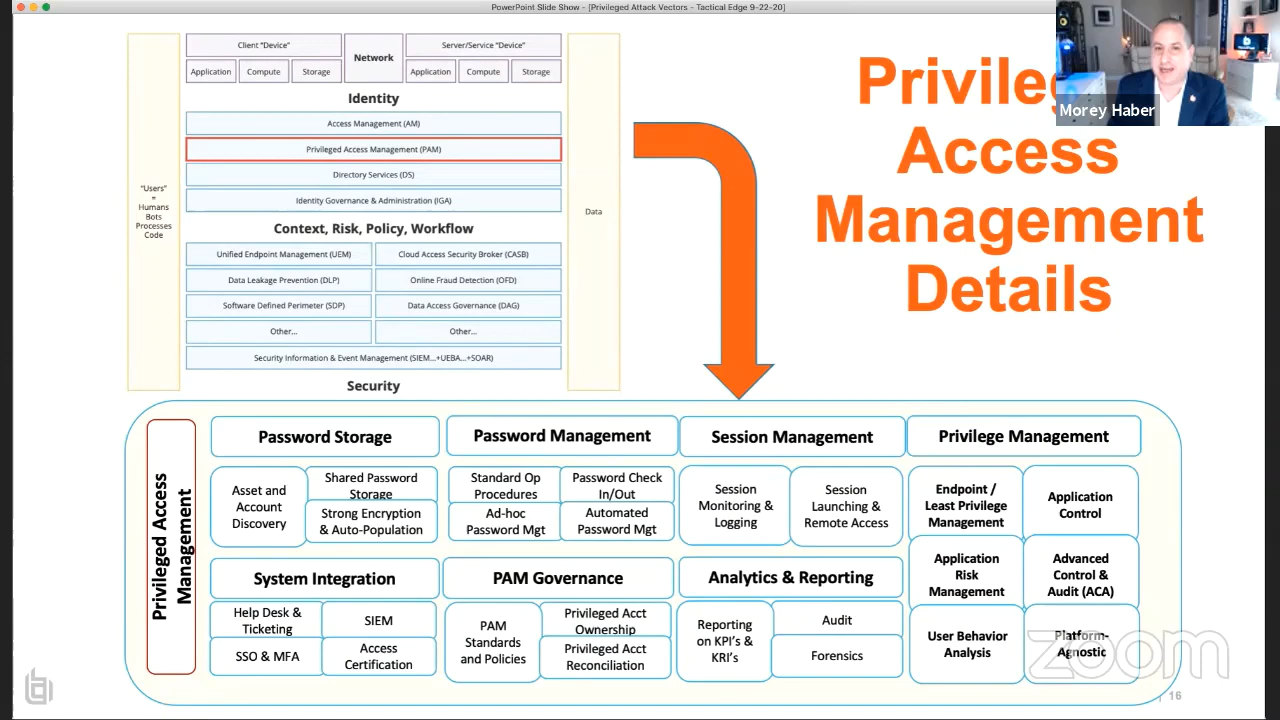 PowerPoint Slide Show - [Privileged Attack Vectors - Tactical Edge 9-22-20]
Morey Haber
Access
Management
Details
"Users"
=
Humans
Bots
Processes
Code
Client "Device"
Application
Compute
Storage
Network
Server/Service "Device"
Application
Compute
Storage
Identity
Access Management (AM)
Privileged Access Management (PAM)
Directory Services (DS)
Identity Governance & Administration (IGA)
Context, Risk, Policy, Workflow
Unified Endpoint Management (UEM)
Cloud Access Security Broker (CASB)
Data Leakage Prevention (DLP)
Online Fraud Detection (OFD)
Software Defined Perimeter (SDP)
Data Access Governance (DAG)
Other...
Other...
Security Information & Event Management (SIEM...+UEBA...+SOAR)
Security
Data
Privileged Access
Management
Password Storage
Asset and
Account
Discovery
Shared Password
Storage
Strong Encryption
& Auto-Population
Password Management
Standard Op
Procedures
Password Check
In/Out
Ad-hoc
Password Mgt
Automated
Password Mgt
Session Management
Session
Monitoring &
Logging
Session
Launching &
Remote Access
Privilege Management
Endpoint /
Least Privilege
Management
Application
Control
Application
Risk
Management
Advanced
Control &
Audit (ACA)
User Behavior
Analysis
Platform-
Agnostic
System Integration
Help Desk &
Ticketing
SIEM
SSO & MFA
Access
Certification
PAM Governance
PAM
Standards
and Policies
Privileged Acct
Ownership
Privileged Acct
Reconciliation
Analytics & Reporting
Reporting
on KPI's &
KRI's
Audit
Forensics
zoom
16